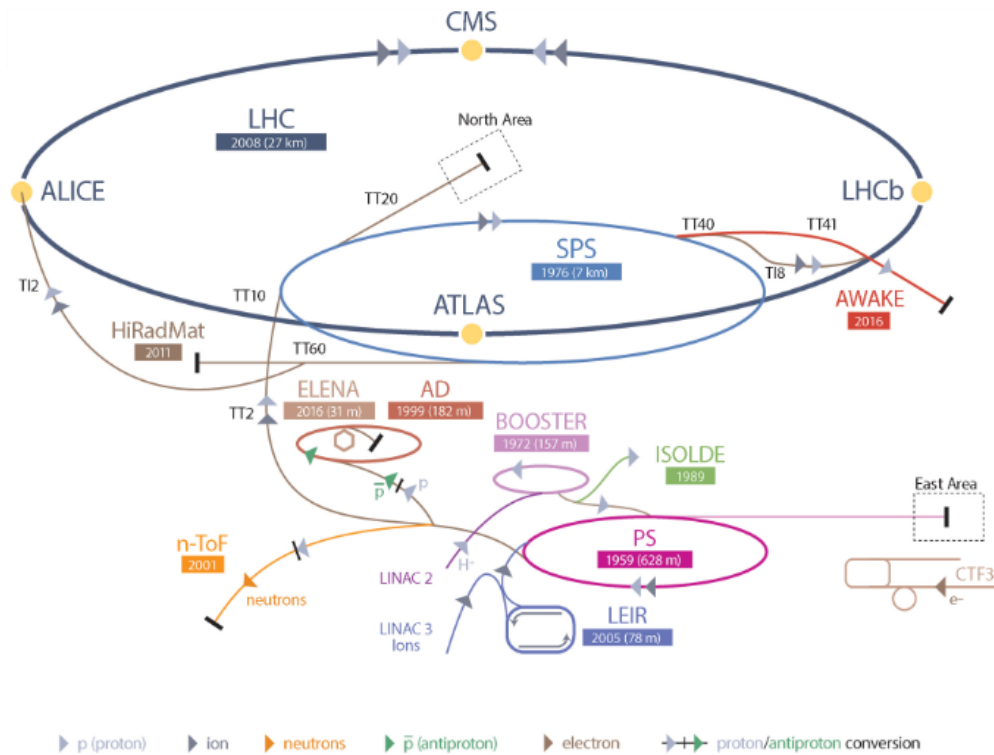 CMS
LHC
2008 (27 km)
North Area
ALICE
TT20
LHCb
TT40
TT41
SPS
1976 (7 km)
TI2
TI8
TT10
ATLAS
AWAKE
2016
HiRadMat
2011
TT60
ELENA
2016 (31 m)
AD
1999 (182 m)
TT2
BOOSTER
1972 (157 m)
ISOLDE
1989
p̅
p
East Area
n-ToF
2001
PS
1959 (628 m)
LINAC 2
H-
neutrons
CTF3
e-
LINAC 3
Ions
LEIR
2005 (78 m)
p (proton)
ion
neutrons
p̅ (antiproton)
electron
proton/antiproton conversion